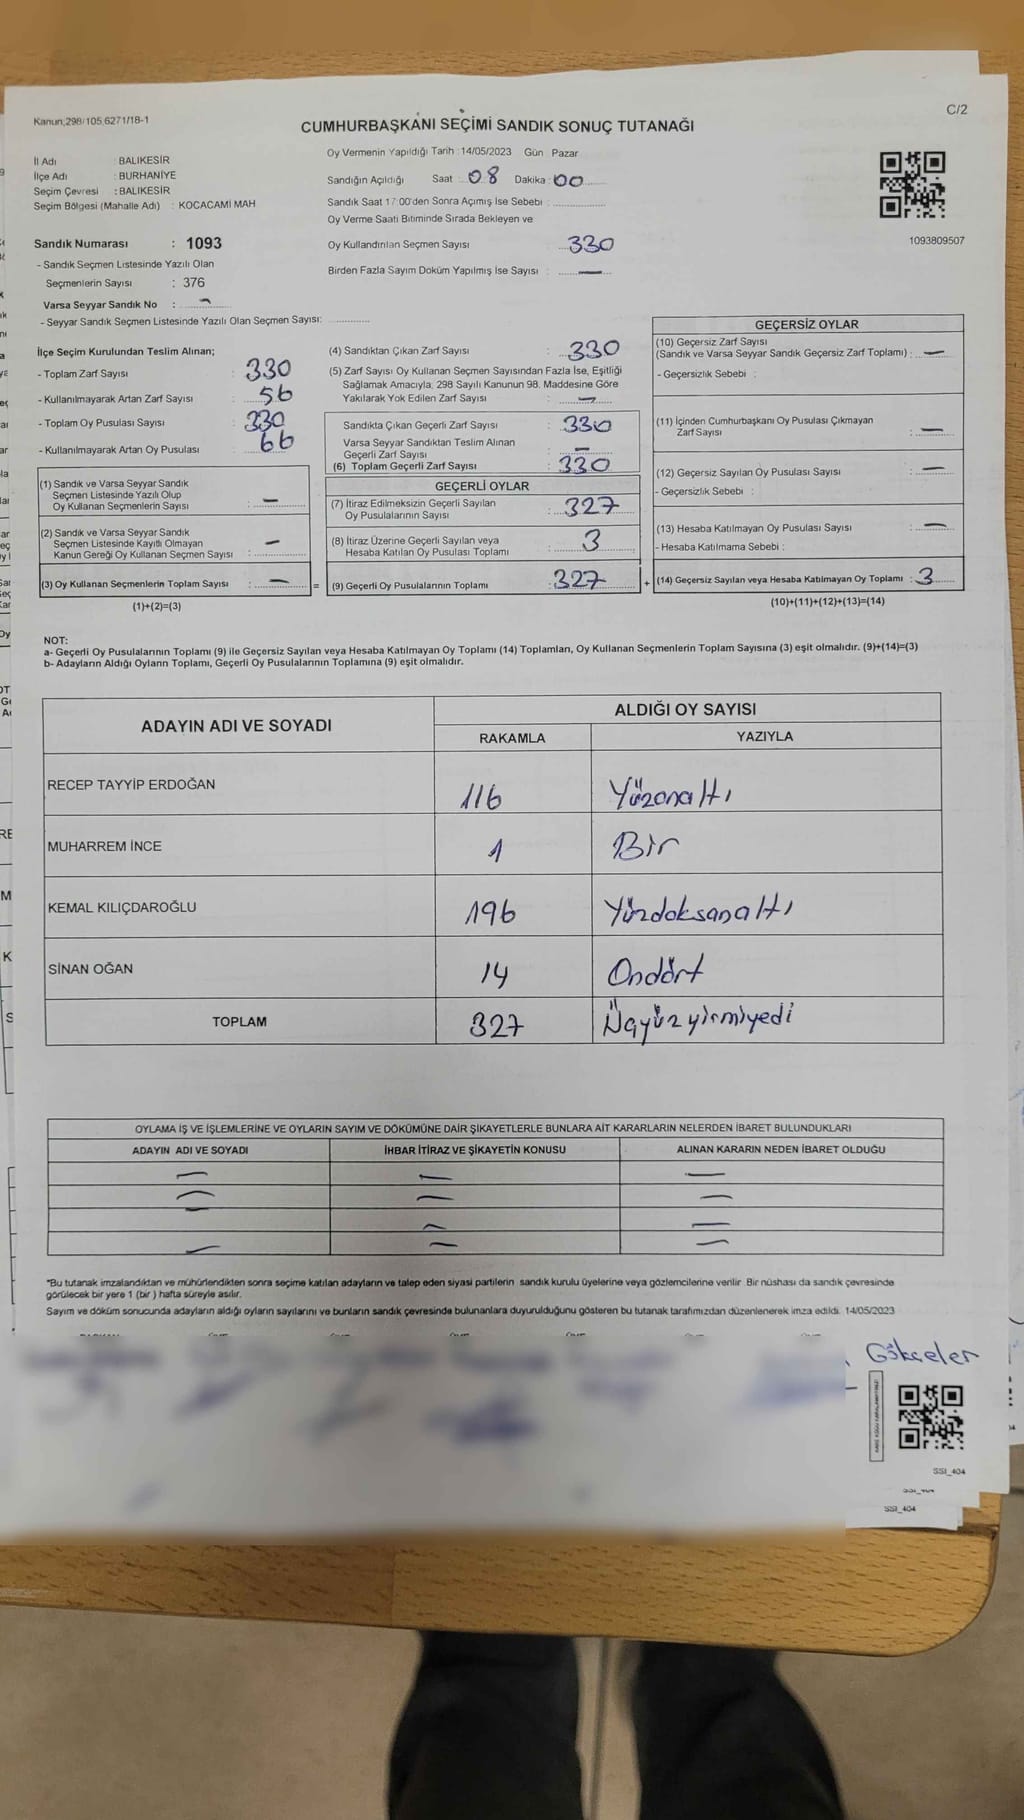 Kanun;298/105,6271/18-1
C/2
CUMHURBAŞKANI SEÇİMİ SANDIK SONUÇ TUTANAĞI
İl Adı : BALIKESİR
İlçe Adı : BURHANİYE
Seçim Çevresi : BALIKESİR
Seçim Bölgesi (Mahalle Adı) : KOCACAMİ MAH
Oy Vermenin Yapıldığı Tarih : 14/05/2023 Gün : Pazar
Sandığın Açıldığı Saat : 08 Dakika : 00
Sandık Saat 17:00'den Sonra Açımış İse Sebebi :
Oy Verme Saati Bitiminde Sırada Bekleyen ve
Oy Kullandırılan Seçmen Sayısı : 330
Birden Fazla Sayım Döküm Yapılmış İse Sayısı : —
1093809507
Sandık Numarası : 1093
- Sandık Seçmen Listesinde Yazılı Olan
Seçmenlerin Sayısı : 376
Varsa Seyyar Sandık No : —
- Seyyar Sandık Seçmen Listesinde Yazılı Olan Seçmen Sayısı:
İlçe Seçim Kurulundan Teslim Alınan;
- Toplam Zarf Sayısı : 330
- Kullanılmayarak Artan Zarf Sayısı : 56
- Toplam Oy Pusulası Sayısı : 330
- Kullanılmayarak Artan Oy Pusulası : 66
(1) Sandık ve Varsa Seyyar Sandık
Seçmen Listesinde Yazılı Olup
Oy Kullanan Seçmenlerin Sayısı : —
(2) Sandık ve Varsa Seyyar Sandık
Seçmen Listesinde Kayıtlı Olmayan
Kanun Gereği Oy Kullanan Seçmen Sayısı : —
(3) Oy Kullanan Seçmenlerin Toplam Sayısı : — =
(1)+(2)=(3)
(4) Sandıktan Çıkan Zarf Sayısı : 330
(5) Zarf Sayısı Oy Kullanan Seçmen Sayısından Fazla İse, Eşitliği
Sağlamak Amacıyla, 298 Sayılı Kanunun 98. Maddesine Göre
Yakılarak Yok Edilen Zarf Sayısı : —
Sandıkta Çıkan Geçerli Zarf Sayısı : 330
Varsa Seyyar Sandıktan Teslim Alınan
Geçerli Zarf Sayısı : —
(6) Toplam Geçerli Zarf Sayısı : 330
GEÇERLİ OYLAR
(7) İtiraz Edilmeksizin Geçerli Sayılan
Oy Pusulalarının Sayısı : 327
(8) İtiraz Üzerine Geçerli Sayılan veya
Hesaba Katılan Oy Pusulası Toplamı : 3
(9) Geçerli Oy Pusulalarının Toplamı : 327 +
GEÇERSİZ OYLAR
(10) Geçersiz Zarf Sayısı
(Sandık ve Varsa Seyyar Sandık Geçersiz Zarf Toplamı) : —
- Geçersizlik Sebebi :
(11) İçinden Cumhurbaşkanı Oy Pusulası Çıkmayan
Zarf Sayısı : —
(12) Geçersiz Sayılan Oy Pusulası Sayısı : —
- Geçersizlik Sebebi :
(13) Hesaba Katılmayan Oy Pusulası Sayısı : —
- Hesaba Katılmama Sebebi :
(14) Geçersiz Sayılan veya Hesaba Katılmayan Oy Toplamı : 3
(10)+(11)+(12)+(13)=(14)
NOT:
a- Geçerli Oy Pusulalarının Toplamı (9) ile Geçersiz Sayılan veya Hesaba Katılmayan Oy Toplamı (14) Toplamları, Oy Kullanan Seçmenlerin Toplam Sayısına (3) eşit olmalıdır. (9)+(14)=(3)
b- Adayların Aldığı Oyların Toplamı, Geçerli Oy Pusulalarının Toplamına (9) eşit olmalıdır.
ADAYIN ADI VE SOYADI
ALDIĞI OY SAYISI
RAKAMLA YAZIYLA
RECEP TAYYİP ERDOĞAN 116 Yüzonaltı
MUHARREM İNCE 1 Bir
KEMAL KILIÇDAROĞLU 196 Yüzdoksanaltı
SİNAN OĞAN 14 Ondört
TOPLAM 327 Üçyüzyirmiyedi
OYLAMA İŞ VE İŞLEMLERİNE VE OYLARIN SAYIM VE DÖKÜMÜNE DAİR ŞİKAYETLERLE BUNLARA AİT KARARLARIN NELERDEN İBARET BULUNDUKLARI
ADAYIN ADI VE SOYADI İHBAR İTİRAZ VE ŞİKAYETİN KONUSU ALINAN KARARIN NEDEN İBARET OLDUĞU
*Bu tutanak imzalandıktan ve mühürlendikten sonra seçime katılan adayların ve talep eden siyasi partilerin sandık kurulu üyelerine veya gözlemcilerine verilir. Bir nüshası da sandık çevresinde
görülecek bir yere 1 (bir) hafta süreyle asılır.
Sayım ve döküm sonucunda adayların aldığı oyların sayılarını ve bunların sandık çevresinde bulunanlara duyurulduğunu gösteren bu tutanak tarafımızdan düzenlenerek imza edildi. 14/05/2023
Gökçeler
SSI_404
SSI_404
SSI_404